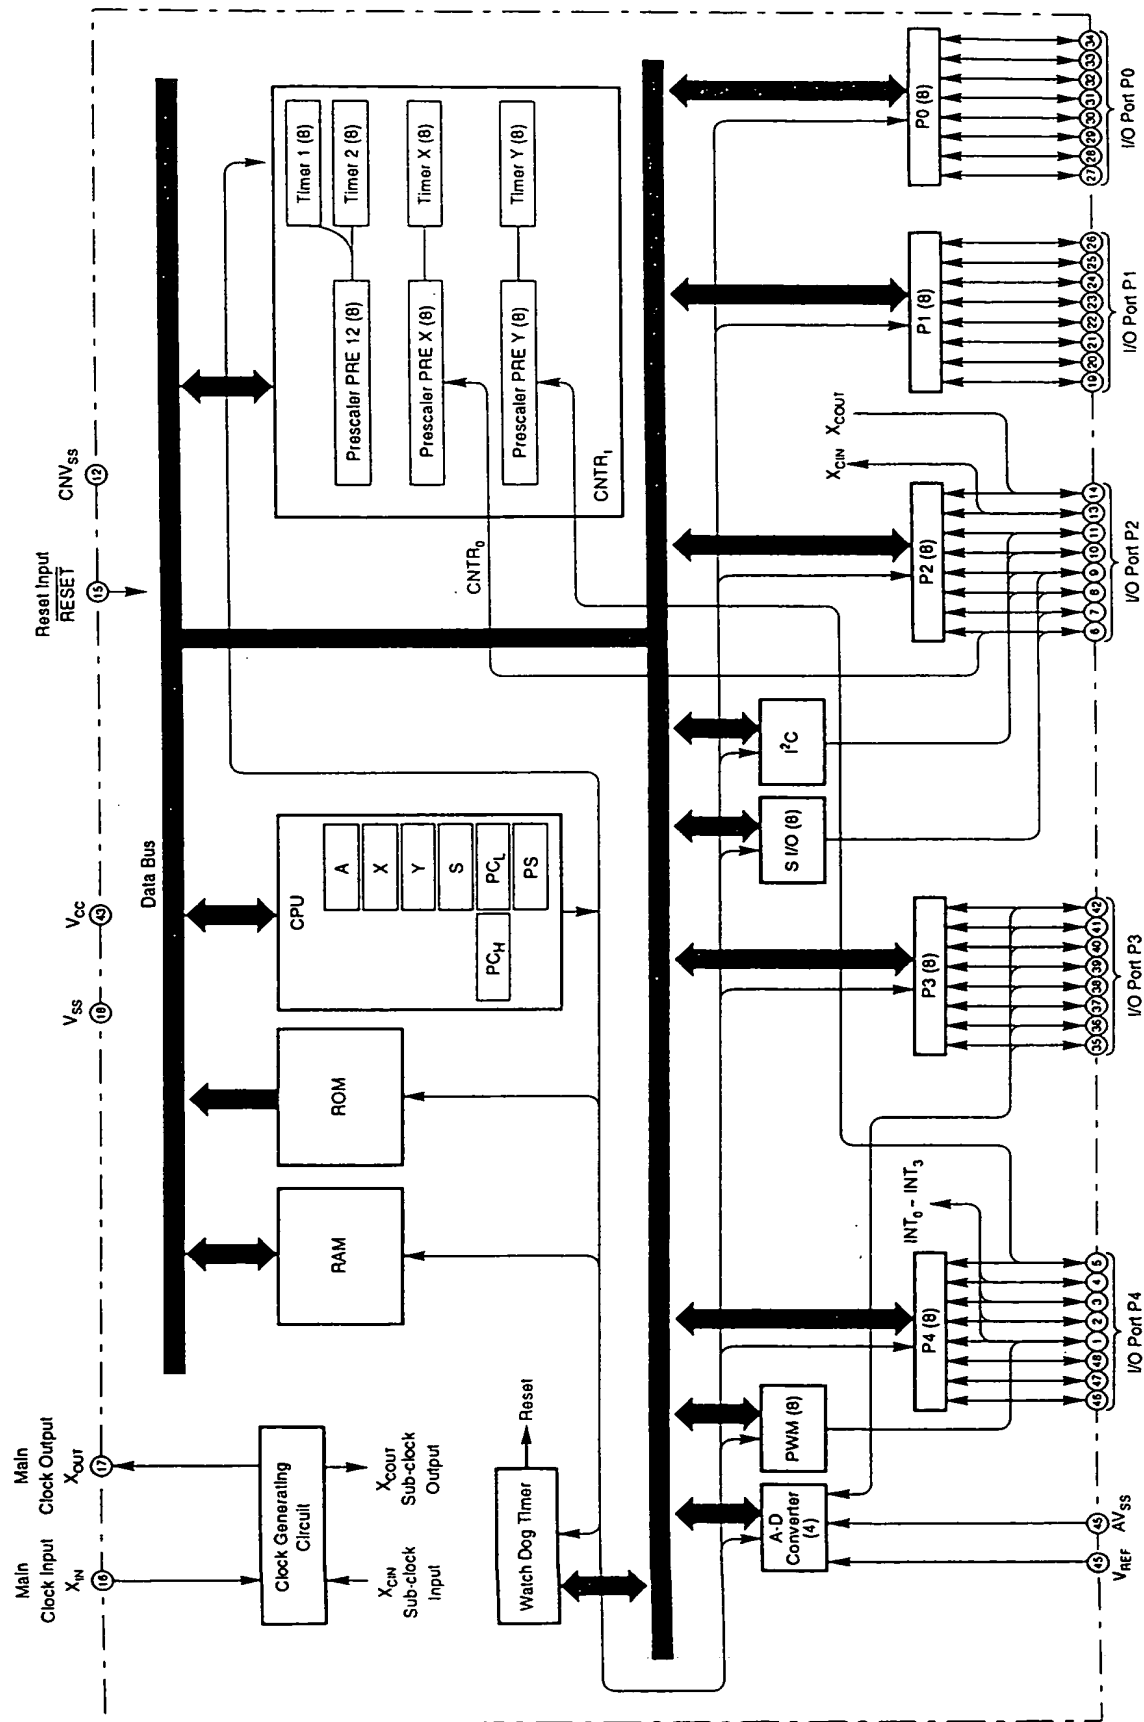 Main
Clock Input
X_IN
16
Main
Clock Output
X_OUT
17
V_SS
18
V_CC
43
Reset Input
RESET
15
CNV_SS
12
Data Bus
Clock Generating
Circuit
X_CIN
Sub-clock
Input
X_COUT
Sub-clock
Output
RAM
ROM
CPU
A
X
Y
S
PC_H
PC_L
PS
Timer 1 (8)
Prescaler PRE 12 (8)
Timer 2 (8)
Prescaler PRE X (8)
Timer X (8)
Prescaler PRE Y (8)
Timer Y (8)
CNTR_0
CNTR_1
Watch Dog Timer
Reset
A-D
Converter
(4)
PWM (8)
S I/O (8)
I²C
INT_0 - INT_3
X_CIN
X_COUT
P4 (8)
P3 (8)
P2 (8)
P1 (8)
P0 (8)
45
45
46 47 48 1 2 3 4 5
35 36 37 38 39 40 41 42
6 7 8 9 10 11 13 14
19 20 21 22 23 24 25 26
27 28 29 30 31 32 33 34
V_REF
AV_SS
I/O Port P4
I/O Port P3
I/O Port P2
I/O Port P1
I/O Port P0